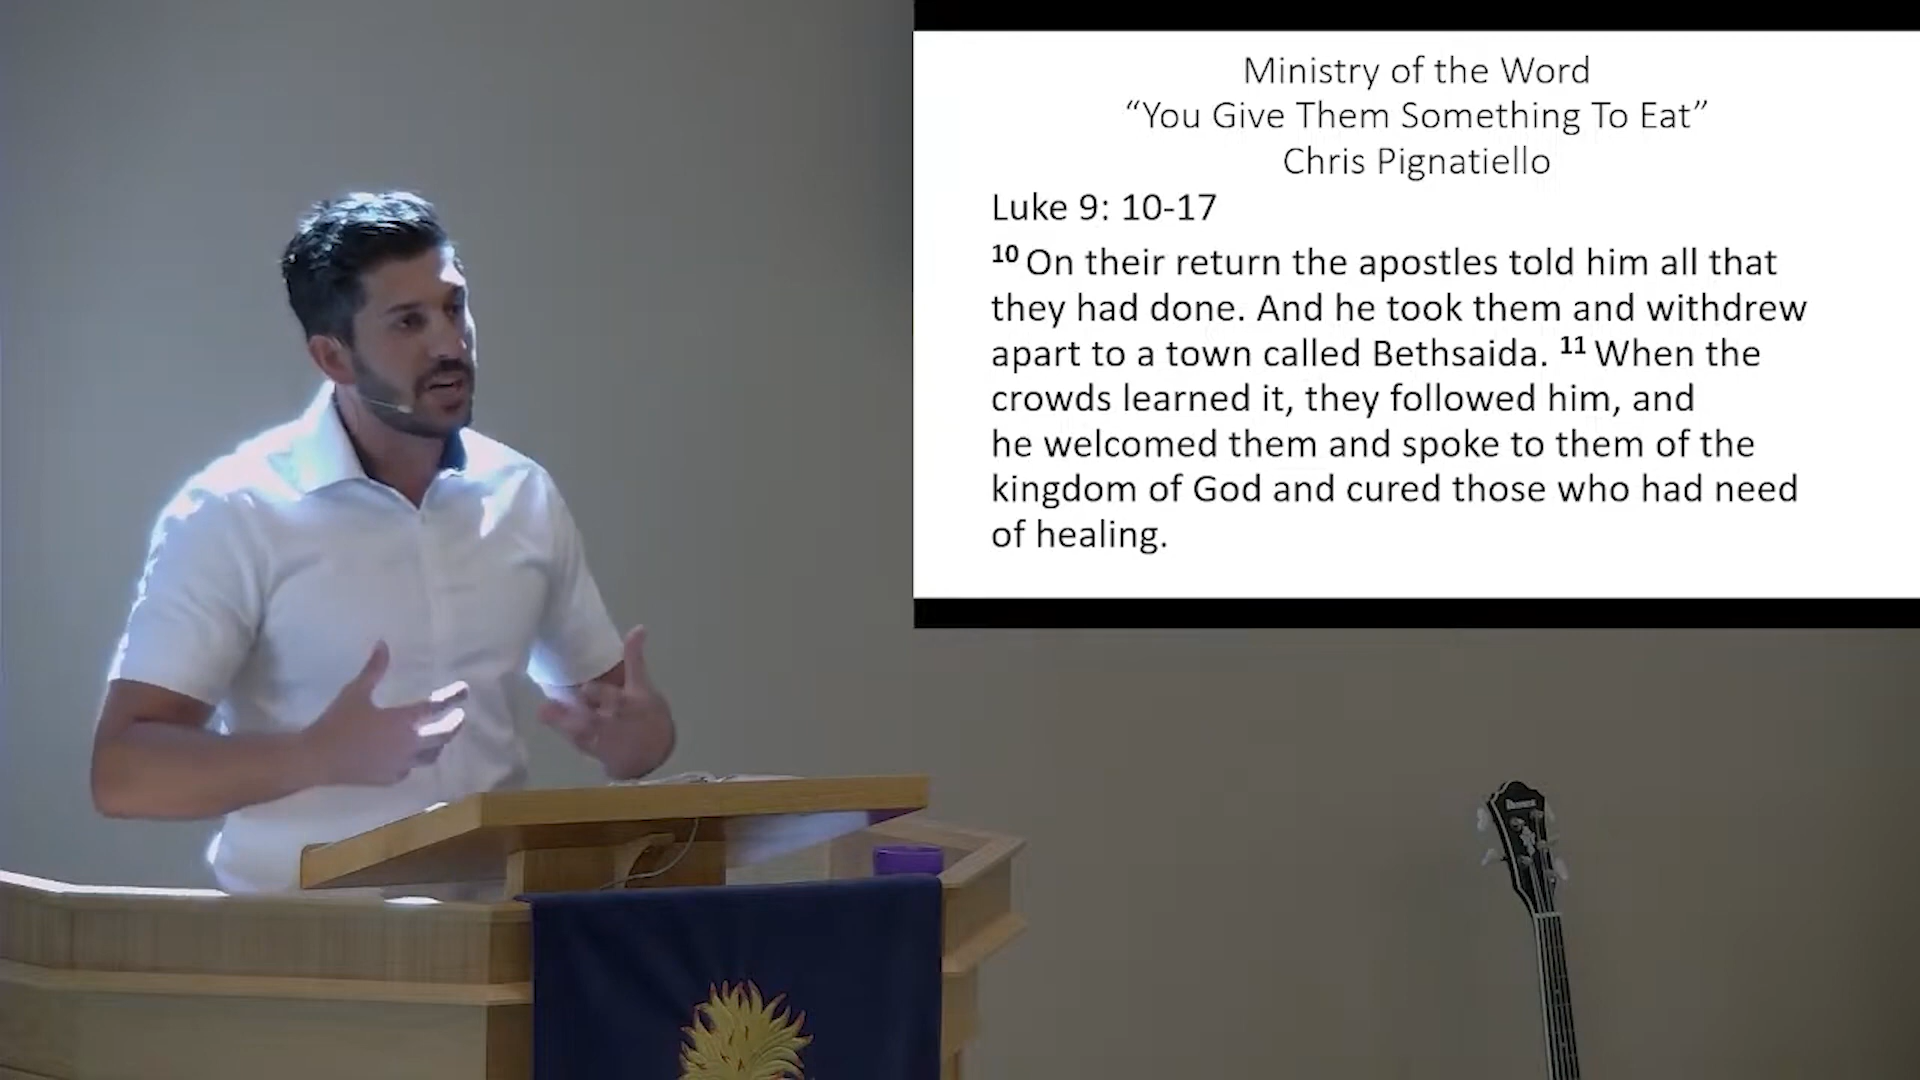 Ministry of the Word
“You Give Them Something To Eat”
Chris Pignatiello
Luke 9: 10-17
10 On their return the apostles told him all that
they had done. And he took them and withdrew
apart to a town called Bethsaida. 11 When the
crowds learned it, they followed him, and
he welcomed them and spoke to them of the
kingdom of God and cured those who had need
of healing.